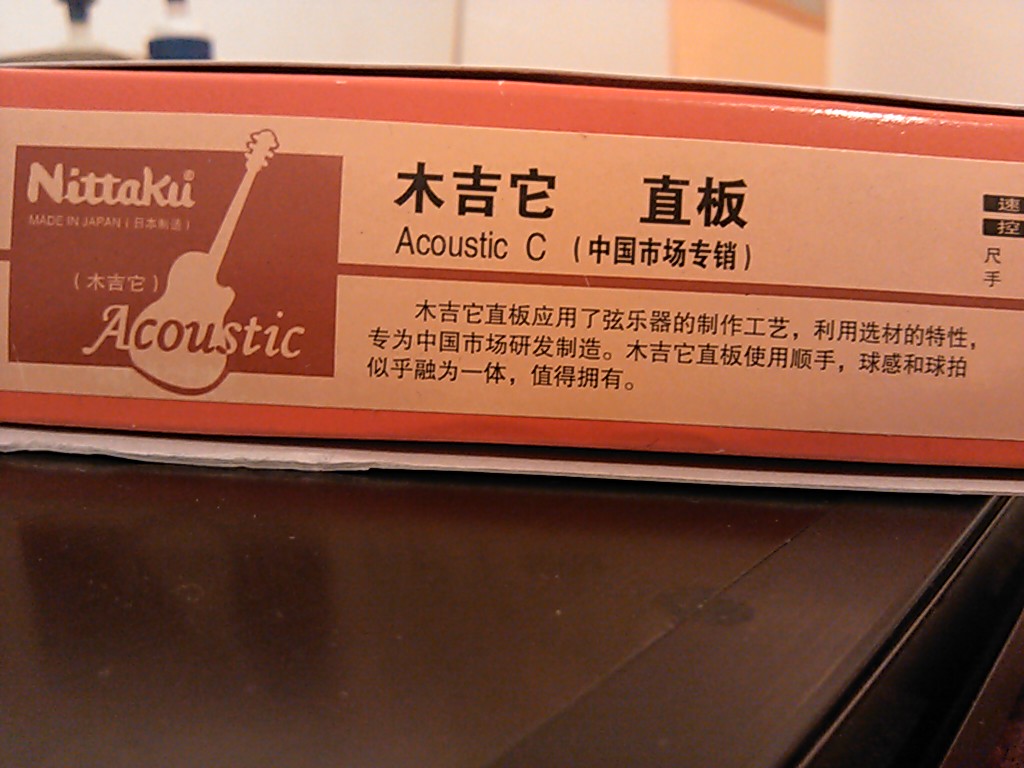 Nittaku®
MADE IN JAPAN（日本制造）
（木吉它）
Acoustic
木吉它 直板
Acoustic C （中国市场专销）
木吉它直板应用了弦乐器的制作工艺，利用选材的特性，
专为中国市场研发制造。木吉它直板使用顺手，球感和球拍
似乎融为一体，值得拥有。
速
控
尺
手